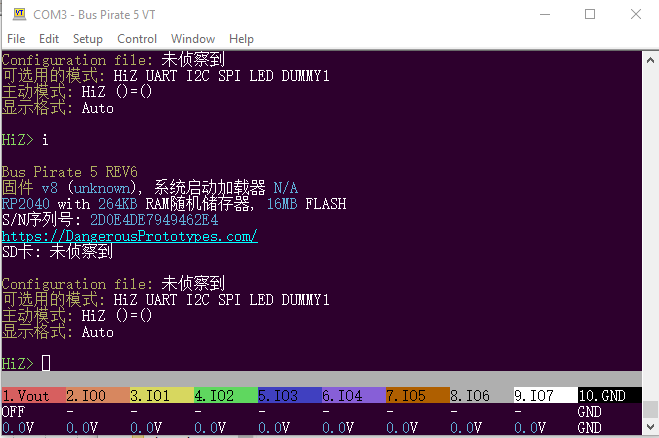 COM3 - Bus Pirate 5 VT
File Edit Setup Control Window Help
Configuration file: 未侦察到
可选用的模式: HiZ UART I2C SPI LED DUMMY1
主动模式: HiZ ()=()
显示格式: Auto
HiZ> i
Bus Pirate 5 REV6
固件 v8 (unknown), 系统启动加载器 N/A
RP2040 with 264KB RAM随机储存器, 16MB FLASH
S/N序列号: 2D0E4DE7949462E4
https://DangerousPrototypes.com/
SD卡: 未侦察到
Configuration file: 未侦察到
可选用的模式: HiZ UART I2C SPI LED DUMMY1
主动模式: HiZ ()=()
显示格式: Auto
HiZ>
1.Vout 2.IO0 3.IO1 4.IO2 5.IO3 6.IO4 7.IO5 8.IO6 9.IO7 10.GND
OFF - - - - - - - - GND
0.0V 0.0V 0.0V 0.0V 0.0V 0.0V 0.0V 0.0V 0.0V GND